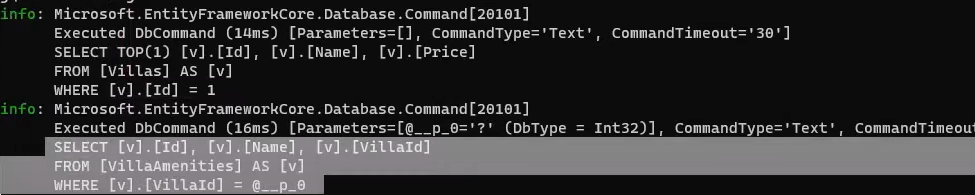 info: Microsoft.EntityFrameworkCore.Database.Command[20101]
Executed DbCommand (14ms) [Parameters=[], CommandType='Text', CommandTimeout='30']
SELECT TOP(1) [v].[Id], [v].[Name], [v].[Price]
FROM [Villas] AS [v]
WHERE [v].[Id] = 1
info: Microsoft.EntityFrameworkCore.Database.Command[20101]
Executed DbCommand (16ms) [Parameters=[@__p_0='?' (DbType = Int32)], CommandType='Text', CommandTimeou
SELECT [v].[Id], [v].[Name], [v].[VillaId]
FROM [VillaAmenities] AS [v]
WHERE [v].[VillaId] = @__p_0